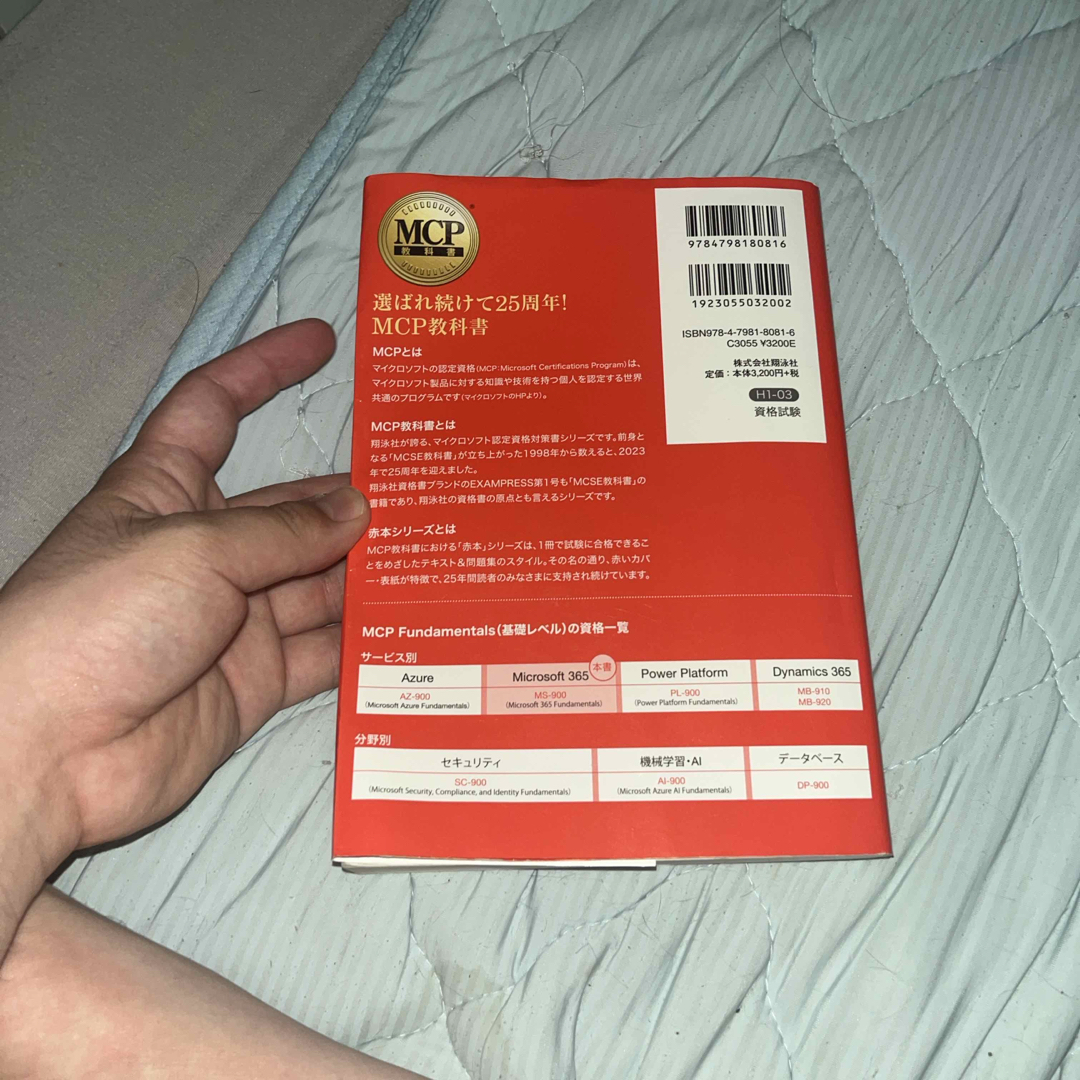 MCP
教科書
選ばれ続けて25周年!
MCP教科書
MCPとは
マイクロソフトの認定資格(MCP:Microsoft Certifications Program)は、
マイクロソフト製品に対する知識や技術を持つ個人を認定する世界
共通のプログラムです(マイクロソフトのHPより)。
MCP教科書とは
翔泳社が誇る、マイクロソフト認定資格対策書シリーズです。前身と
なる「MCSE教科書」が立ち上がった1998年から数えると、2023
年で25周年を迎えました。
翔泳社資格書ブランドのEXAMPRESS第1号も「MCSE教科書」の
書籍であり、翔泳社の資格書の原点とも言えるシリーズです。
赤本シリーズとは
MCP教科書における「赤本」シリーズは、1冊で試験に合格できるこ
とをめざしたテキスト&問題集のスタイル。その名の通り、赤いカバ
ー・表紙が特徴で、25年間読者のみなさまに支持され続けています。
9784798180816
1923055032002
ISBN978-4-7981-8081-6
C3055 ¥3200E
株式会社翔泳社
定価:本体3,200円+税
H1-03
資格試験
MCP Fundamentals(基礎レベル)の資格一覧
サービス別
本書
Azure Microsoft 365 Power Platform Dynamics 365
AZ-900 MS-900 PL-900 MB-910
(Microsoft Azure Fundamentals) (Microsoft 365 Fundamentals) (Power Platform Fundamentals) MB-920
分野別
セキュリティ 機械学習・AI データベース
SC-900 AI-900 DP-900
(Microsoft Security, Compliance, and Identity Fundamentals) (Microsoft Azure AI Fundamentals)